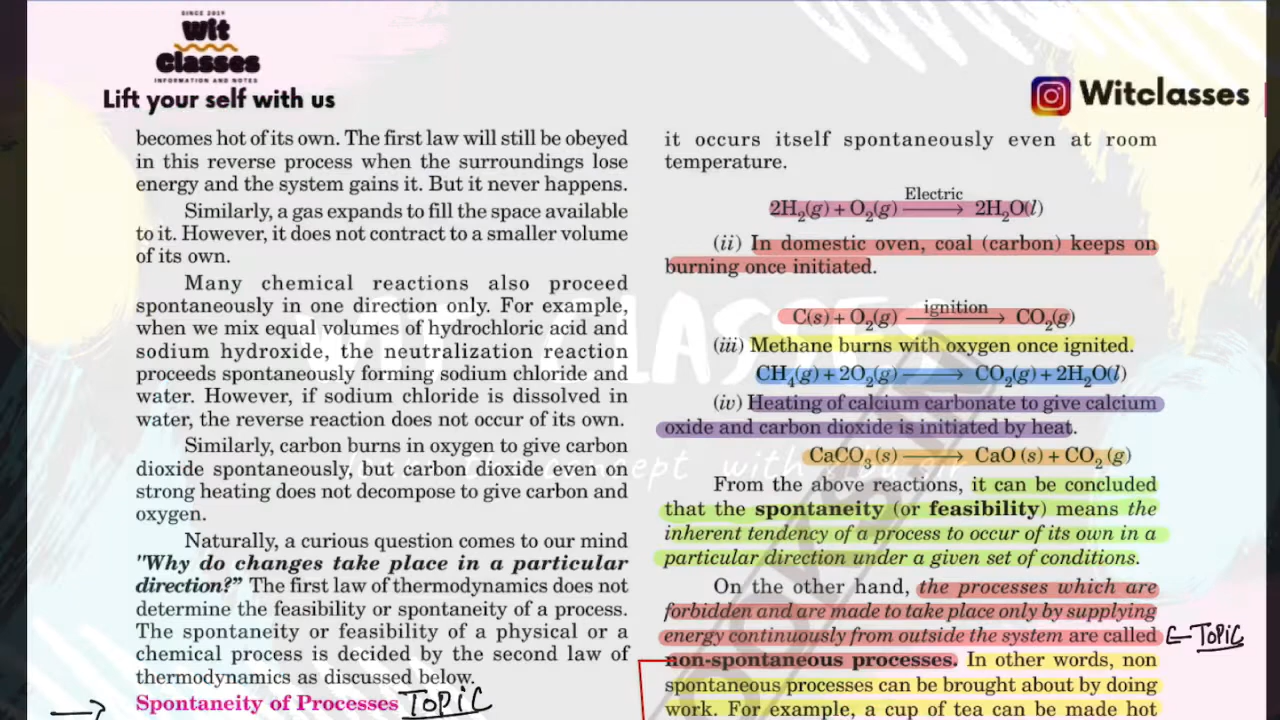 SINCE 2019
Wit
Classes
INFORMATION AND NOTES
Lift your self with us
Witclasses
becomes hot of its own. The first law will still be obeyed
in this reverse process when the surroundings lose
energy and the system gains it. But it never happens.
Similarly, a gas expands to fill the space available
to it. However, it does not contract to a smaller volume
of its own.
Many chemical reactions also proceed
spontaneously in one direction only. For example,
when we mix equal volumes of hydrochloric acid and
sodium hydroxide, the neutralization reaction
proceeds spontaneously forming sodium chloride and
water. However, if sodium chloride is dissolved in
water, the reverse reaction does not occur of its own.
Similarly, carbon burns in oxygen to give carbon
dioxide spontaneously, but carbon dioxide even on
strong heating does not decompose to give carbon and
oxygen.
Naturally, a curious question comes to our mind
"Why do changes take place in a particular
direction?” The first law of thermodynamics does not
determine the feasibility or spontaneity of a process.
The spontaneity or feasibility of a physical or a
chemical process is decided by the second law of
thermodynamics as discussed below.
Spontaneity of Processes TOPIC
it occurs itself spontaneously even at room
temperature.
Electric
2H₂(g) + O₂(g) ⟶ 2H₂O(l)
(ii) In domestic oven, coal (carbon) keeps on
burning once initiated.
ignition
C(s) + O₂(g) ⟶ CO₂(g)
(iii) Methane burns with oxygen once ignited.
CH₄(g) + 2O₂(g) ⟶ CO₂(g) + 2H₂O(l)
(iv) Heating of calcium carbonate to give calcium
oxide and carbon dioxide is initiated by heat.
CaCO₃(s) ⟶ CaO (s) + CO₂ (g)
From the above reactions, it can be concluded
that the spontaneity (or feasibility) means the
inherent tendency of a process to occur of its own in a
particular direction under a given set of conditions.
On the other hand, the processes which are
forbidden and are made to take place only by supplying
energy continuously from outside the system are called TOPIC
non-spontaneous processes. In other words, non
spontaneous processes can be brought about by doing
work. For example, a cup of tea can be made hot